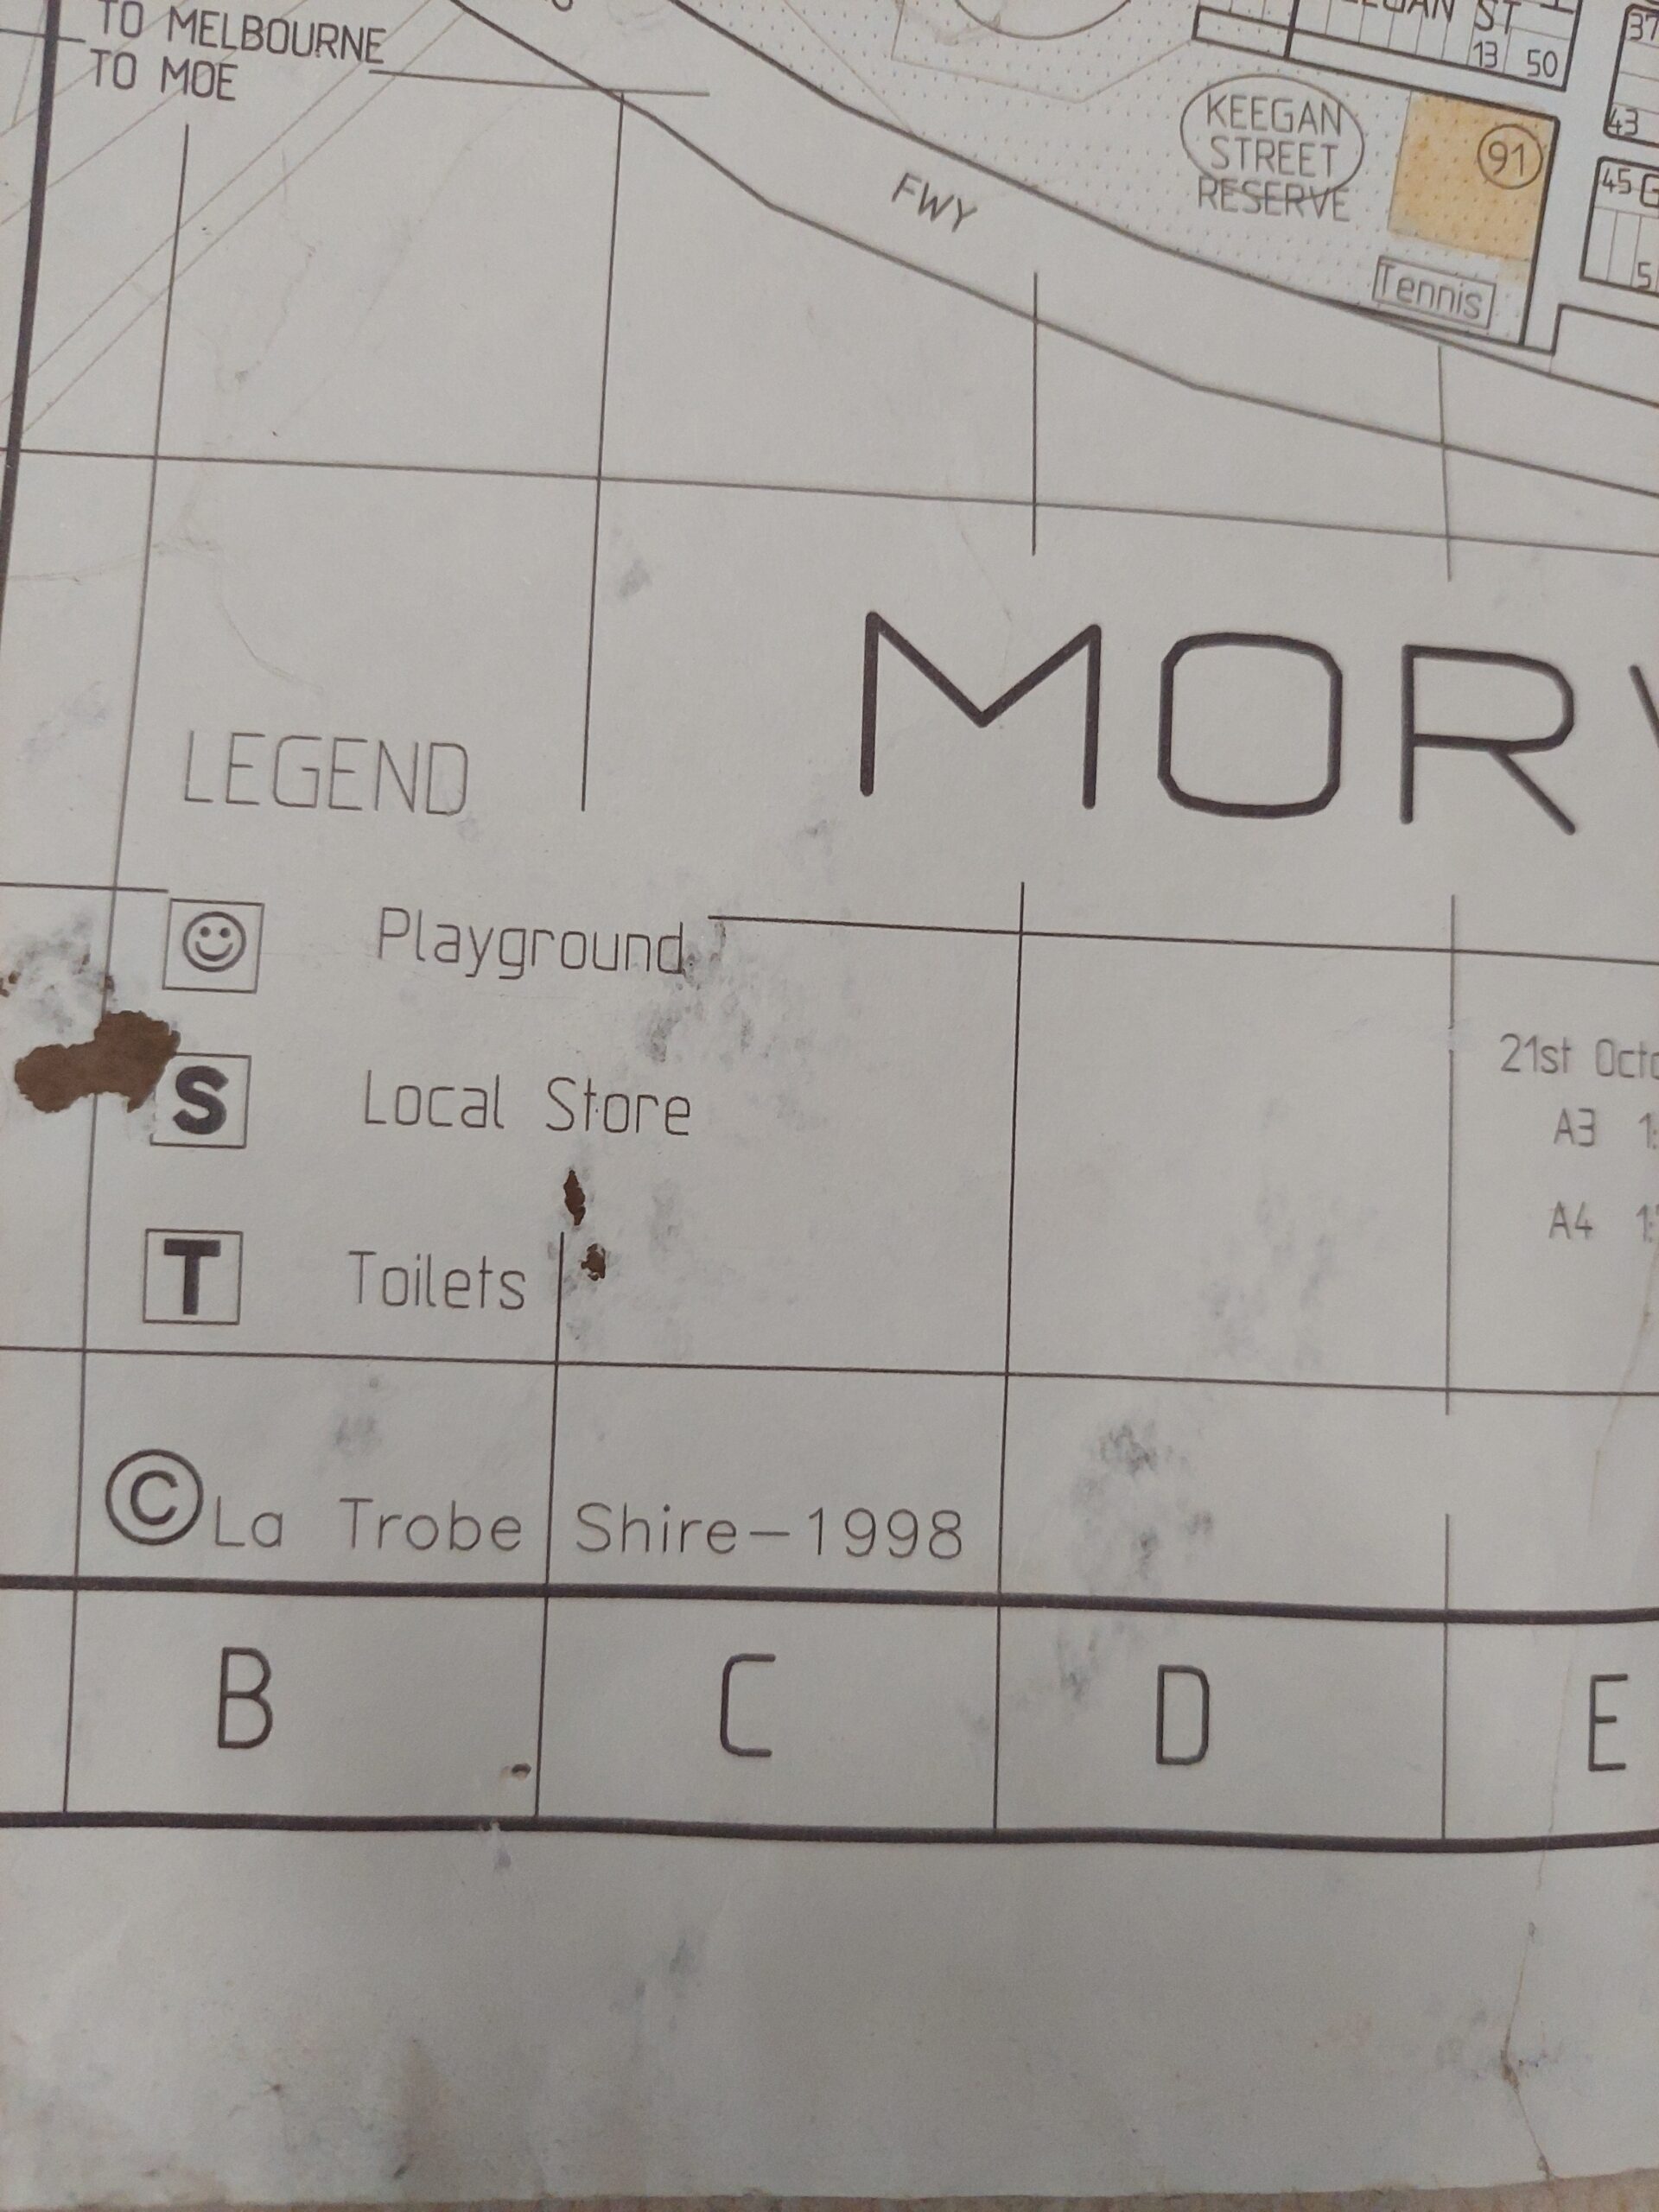 TO MELBOURNE
TO MOE
ST
13 50
37
43
KEEGAN
STREET
RESERVE
91
45
FWY
Tennis
MOR
LEGEND
Playground
S Local Store
T Toilets
21st
A3
A4
©La Trobe Shire-1998
B C D E